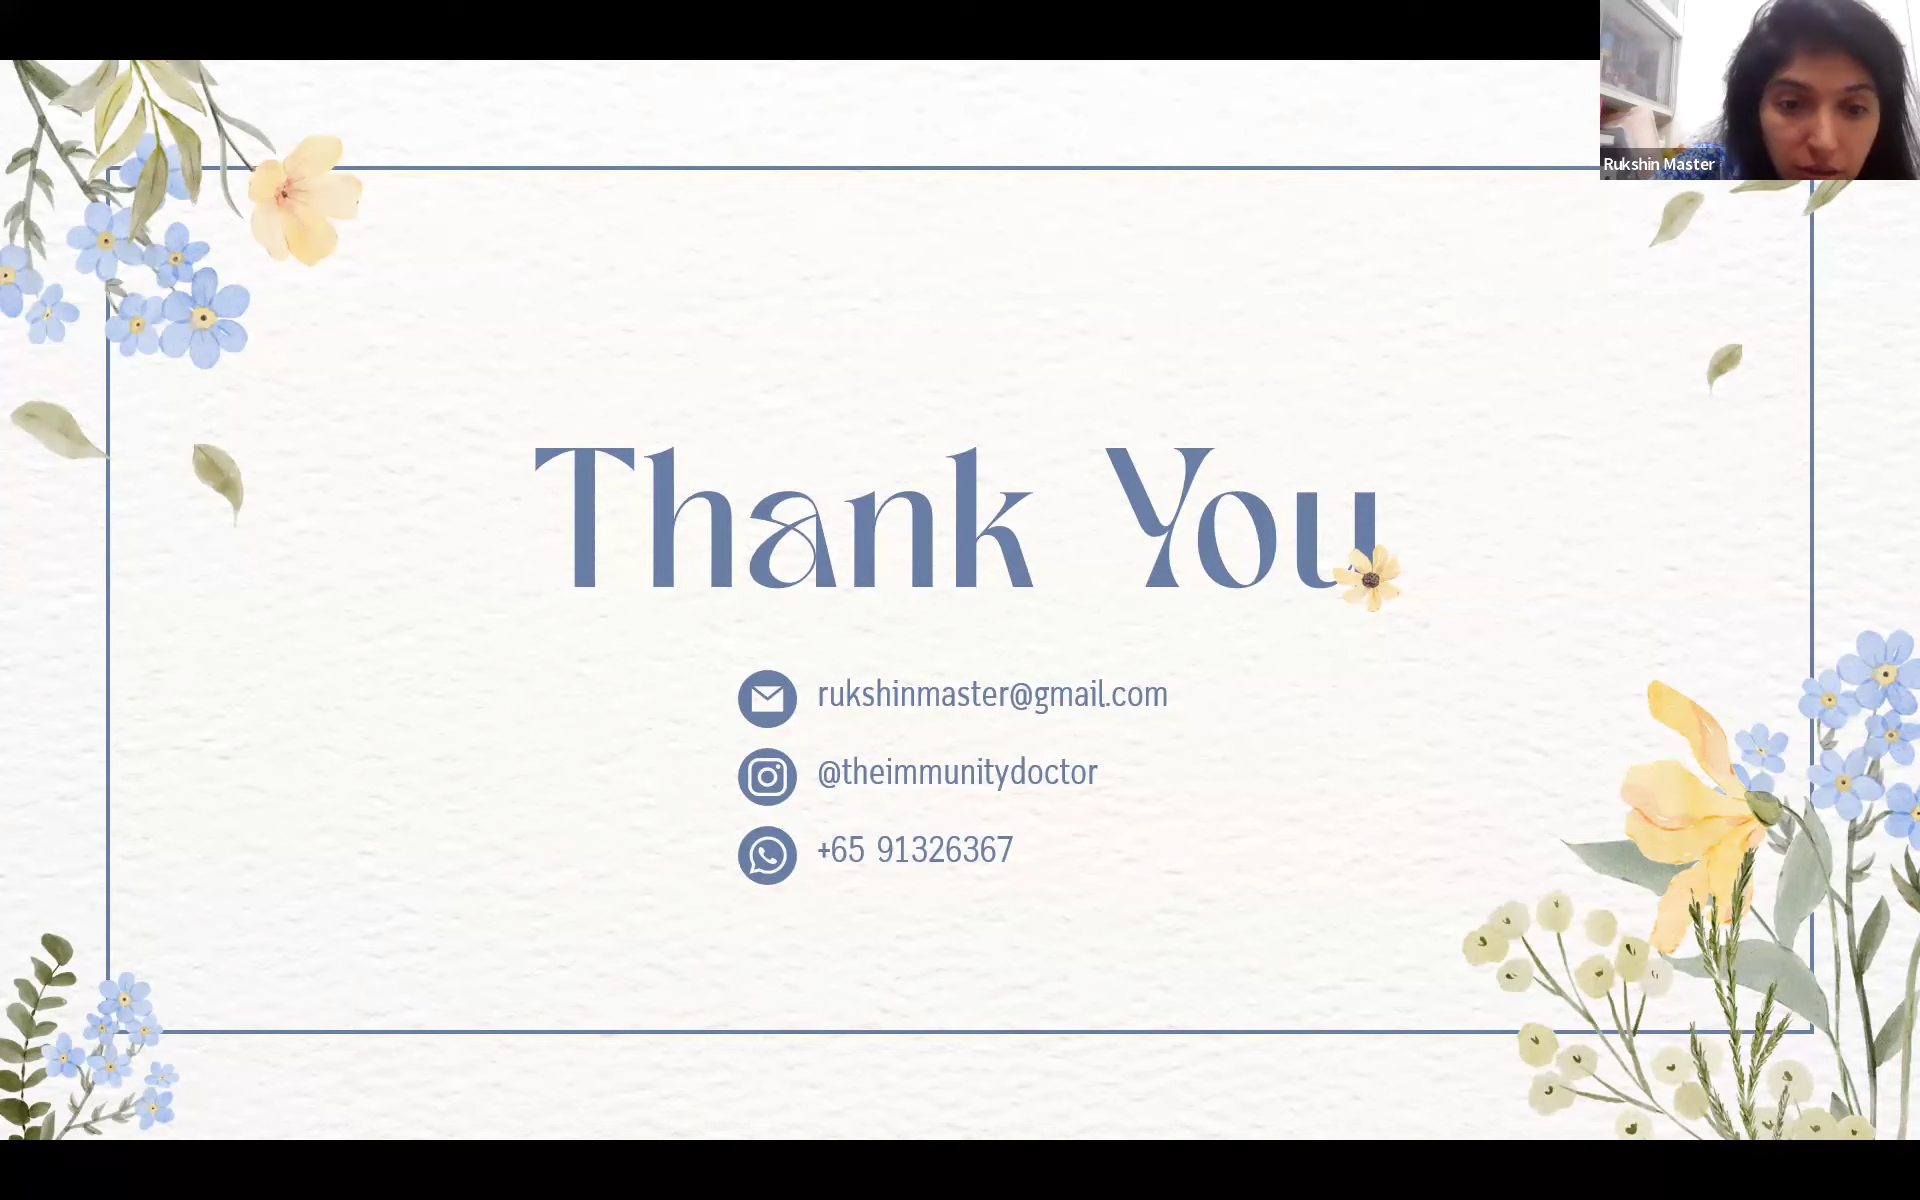 Rukshin Master
Thank You
rukshinmaster@gmail.com
@theimmunitydoctor
+65 91326367